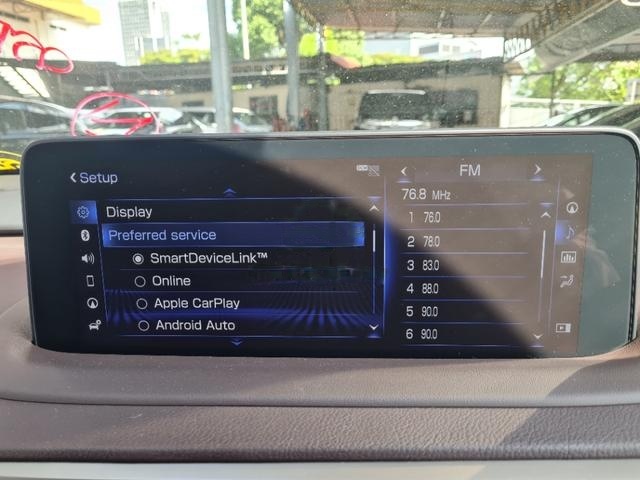 Setup
Display
Preferred service
SmartDeviceLink™
Online
Apple CarPlay
Android Auto
FM
76.8 MHz
1 76.0
2 78.0
3 83.0
4 88.0
5 90.0
6 90.0